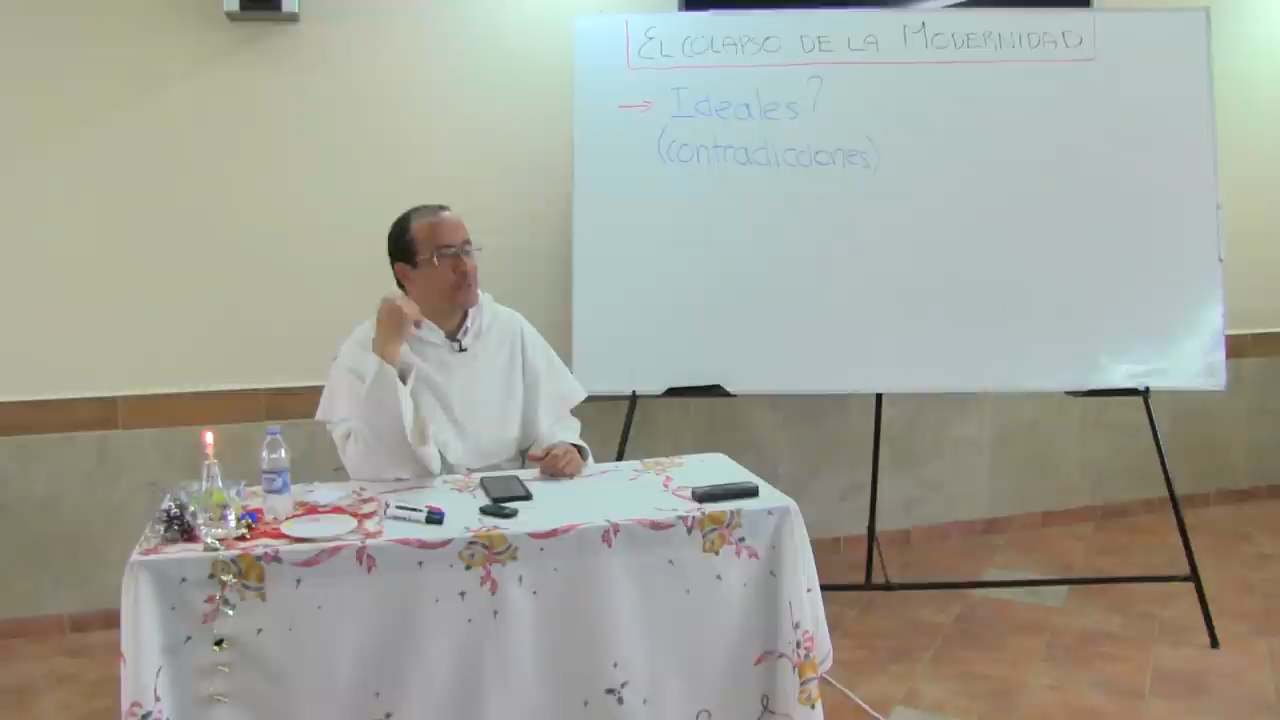 EL COLAPSO DE LA MODERNIDAD
→ Ideales?
(contradicciones)